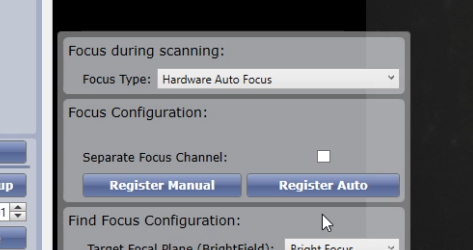 Focus during scanning:
Focus Type: Hardware Auto Focus
Focus Configuration:
Separate Focus Channel:
Register Manual Register Auto
up
1
Find Focus Configuration:
Target Focal Plane (BrightField): Bright Focus